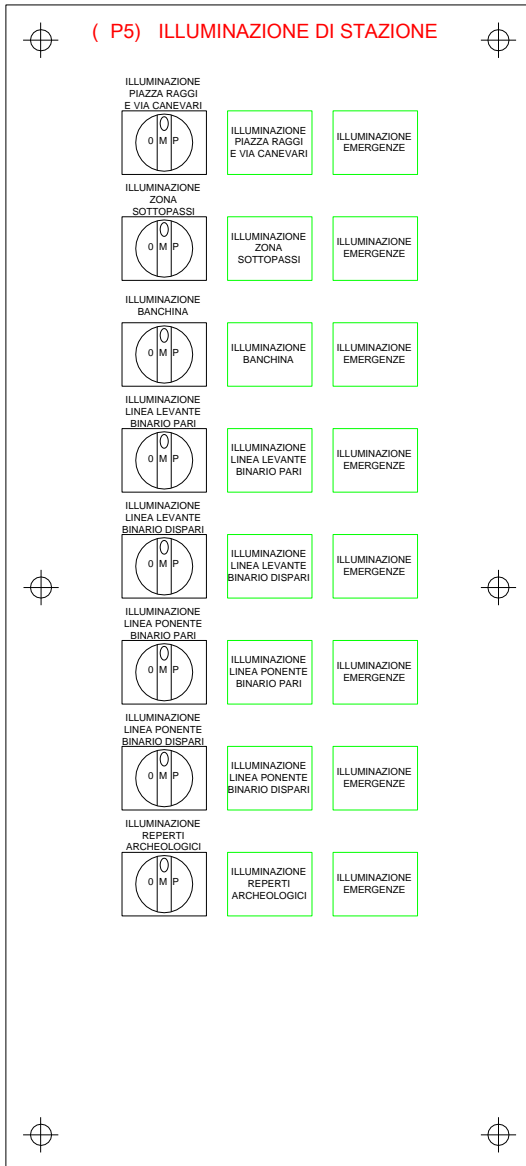 ( P5) ILLUMINAZIONE DI STAZIONE
ILLUMINAZIONE
PIAZZA RAGGI
E VIA CANEVARI
0 M P
ILLUMINAZIONE
PIAZZA RAGGI
E VIA CANEVARI
ILLUMINAZIONE
EMERGENZE
ILLUMINAZIONE
ZONA
SOTTOPASSI
0 M P
ILLUMINAZIONE
ZONA
SOTTOPASSI
ILLUMINAZIONE
EMERGENZE
ILLUMINAZIONE
BANCHINA
0 M P
ILLUMINAZIONE
BANCHINA
ILLUMINAZIONE
EMERGENZE
ILLUMINAZIONE
LINEA LEVANTE
BINARIO PARI
0 M P
ILLUMINAZIONE
LINEA LEVANTE
BINARIO PARI
ILLUMINAZIONE
EMERGENZE
ILLUMINAZIONE
LINEA LEVANTE
BINARIO DISPARI
0 M P
ILLUMINAZIONE
LINEA LEVANTE
BINARIO DISPARI
ILLUMINAZIONE
EMERGENZE
ILLUMINAZIONE
LINEA PONENTE
BINARIO PARI
0 M P
ILLUMINAZIONE
LINEA PONENTE
BINARIO PARI
ILLUMINAZIONE
EMERGENZE
ILLUMINAZIONE
LINEA PONENTE
BINARIO DISPARI
0 M P
ILLUMINAZIONE
LINEA PONENTE
BINARIO DISPARI
ILLUMINAZIONE
EMERGENZE
ILLUMINAZIONE
REPERTI
ARCHEOLOGICI
0 M P
ILLUMINAZIONE
REPERTI
ARCHEOLOGICI
ILLUMINAZIONE
EMERGENZE